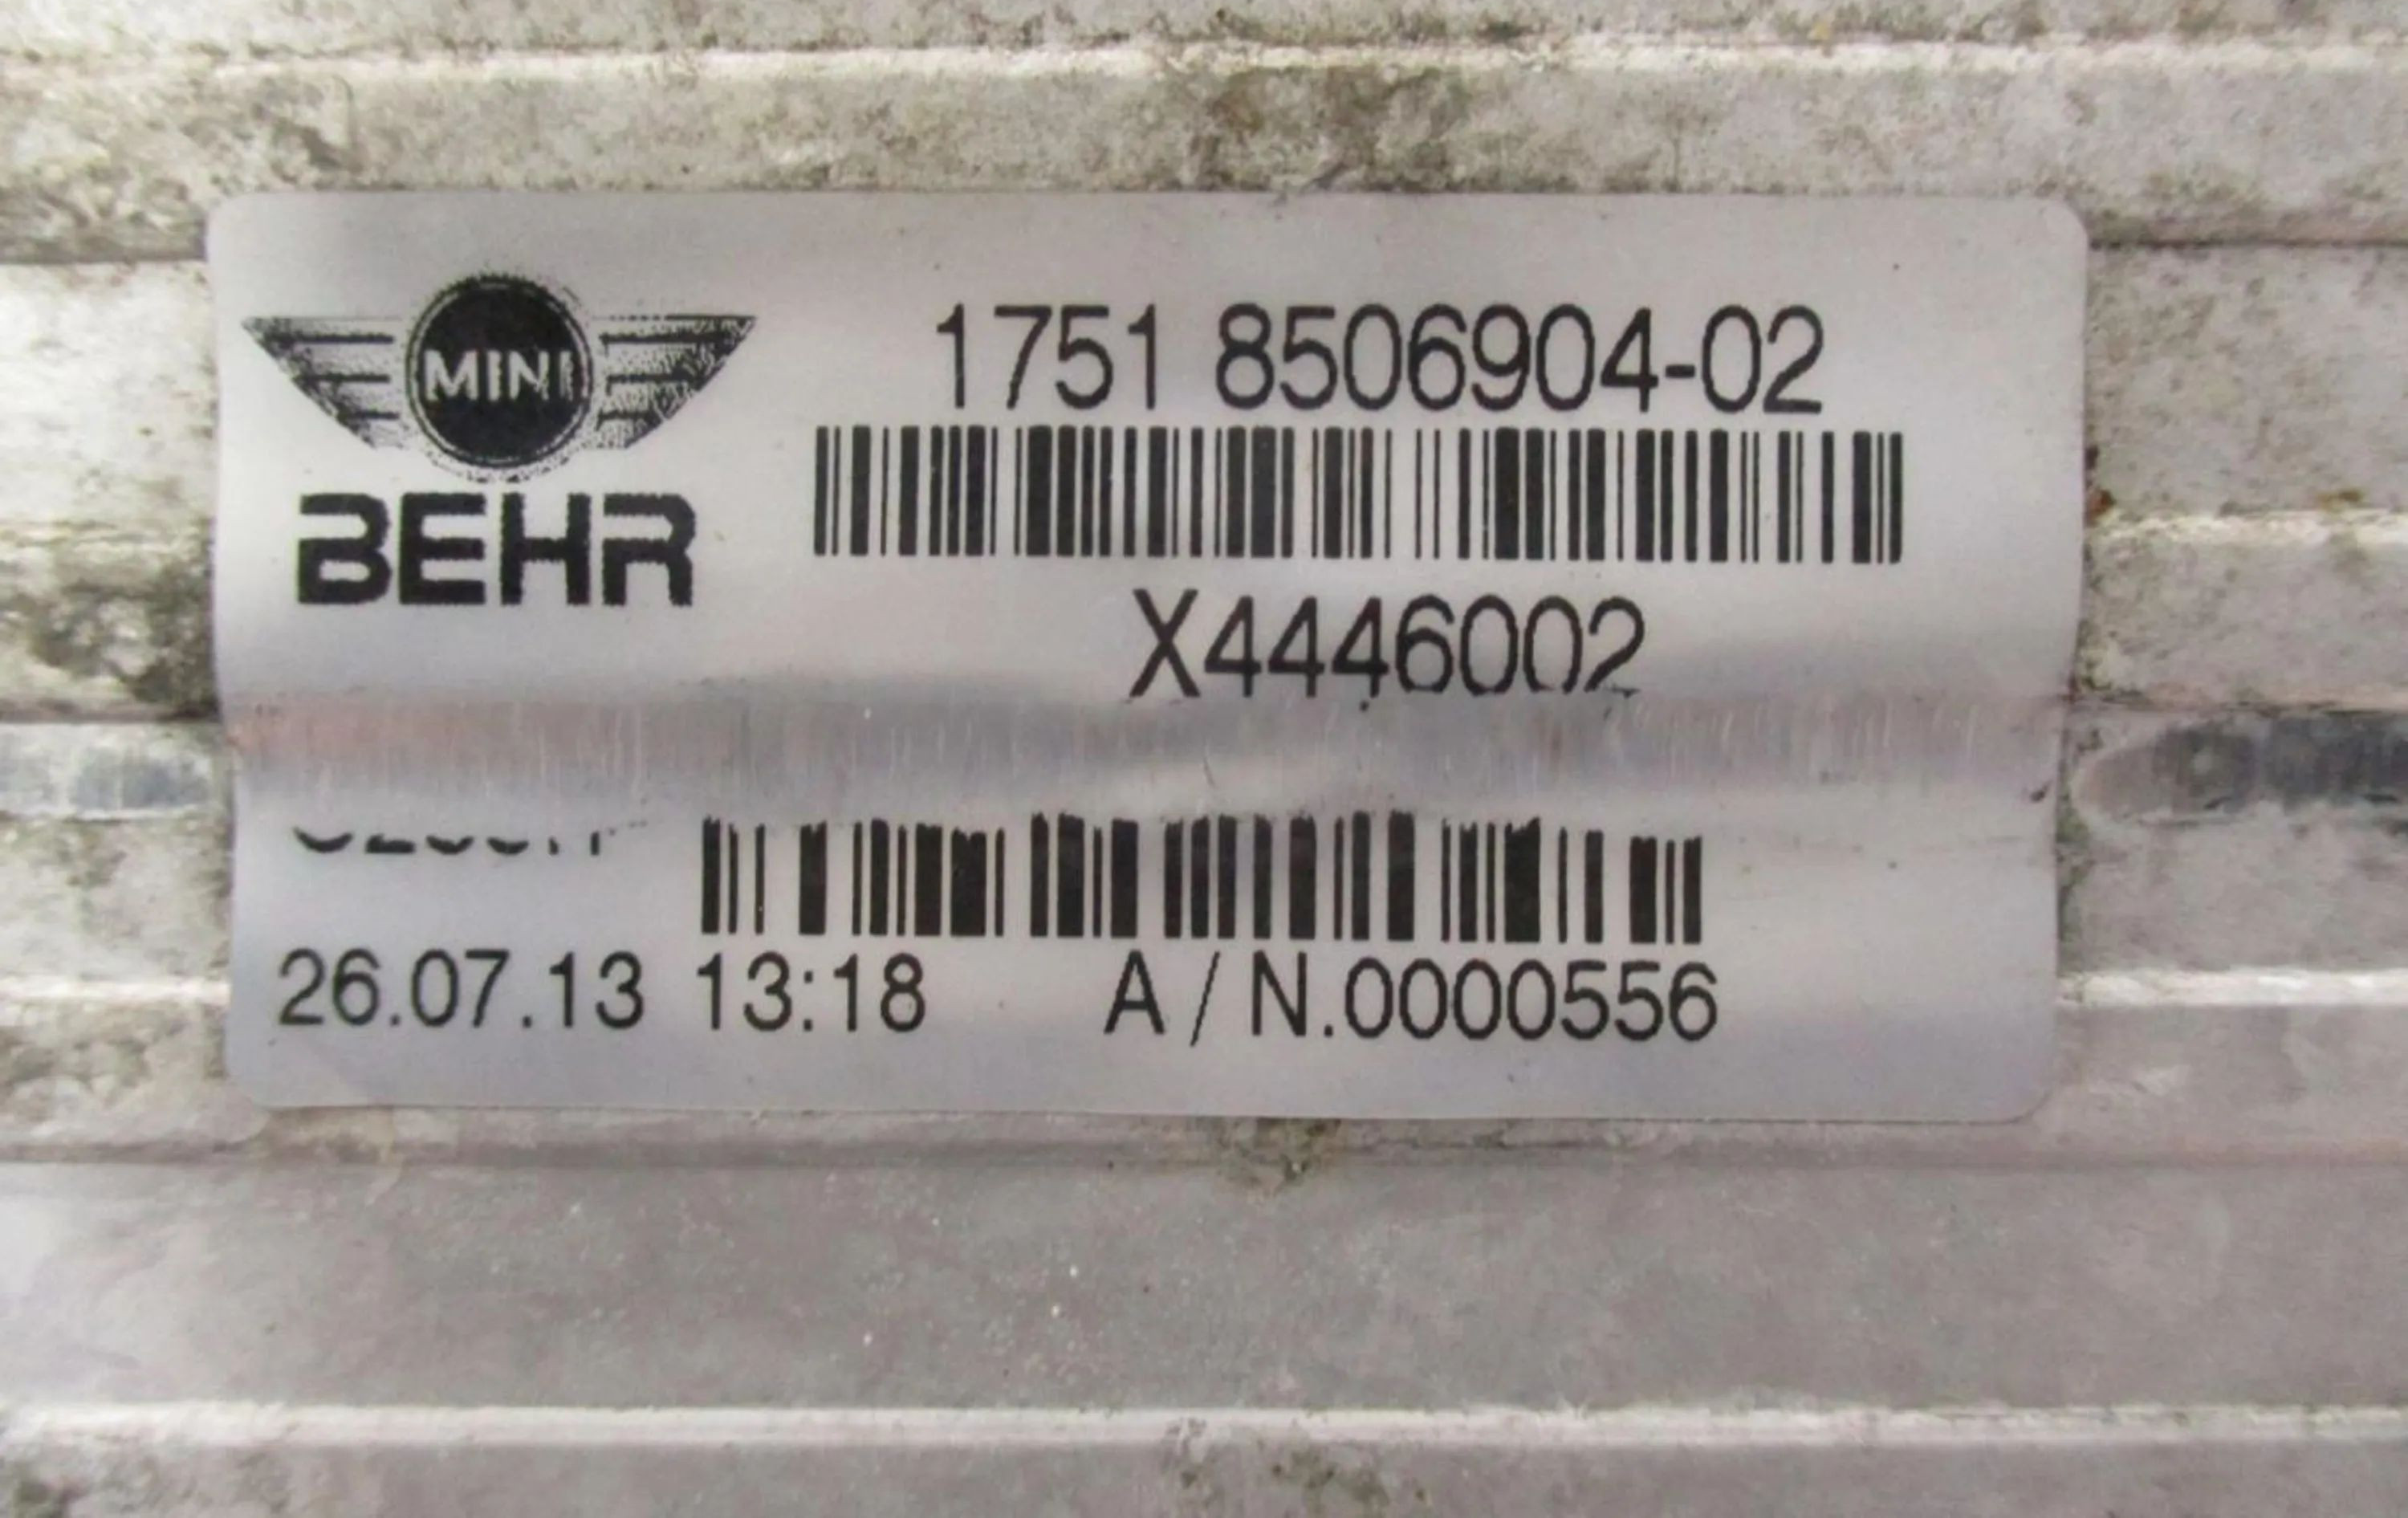 MINI
BEHR
1751 8506904-02
X4446002
26.07.13 13:18 A / N.0000556